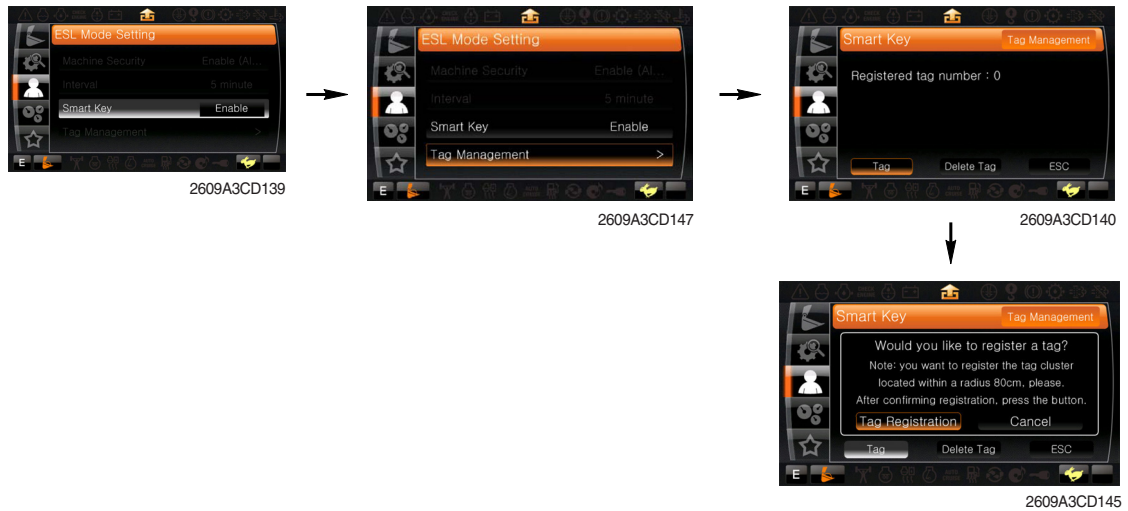 ESL Mode Setting
Machine Security Enable (Al...
Interval 5 minute
Smart Key Enable
Tag Management >
E
2609A3CD139
ESL Mode Setting
Machine Security Enable (Al...
Interval 5 minute
Smart Key Enable
Tag Management >
E
2609A3CD147
Smart Key Tag Management
Registered tag number : 0
Tag Delete Tag ESC
E
2609A3CD140
Smart Key Tag Management
Would you like to register a tag?
Note: you want to register the tag cluster
located within a radius 80cm, please.
After confirming registration, press the button.
Tag Registration Cancel
Tag Delete Tag ESC
E
2609A3CD145